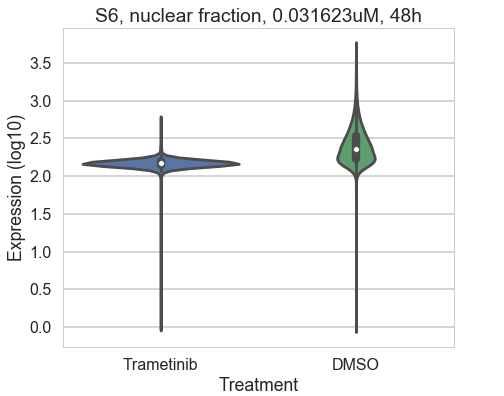 S6, nuclear fraction, 0.031623uM, 48h
Expression (log10)
3.5
3.0
2.5
2.0
1.5
1.0
0.5
0.0
Trametinib
DMSO
Treatment